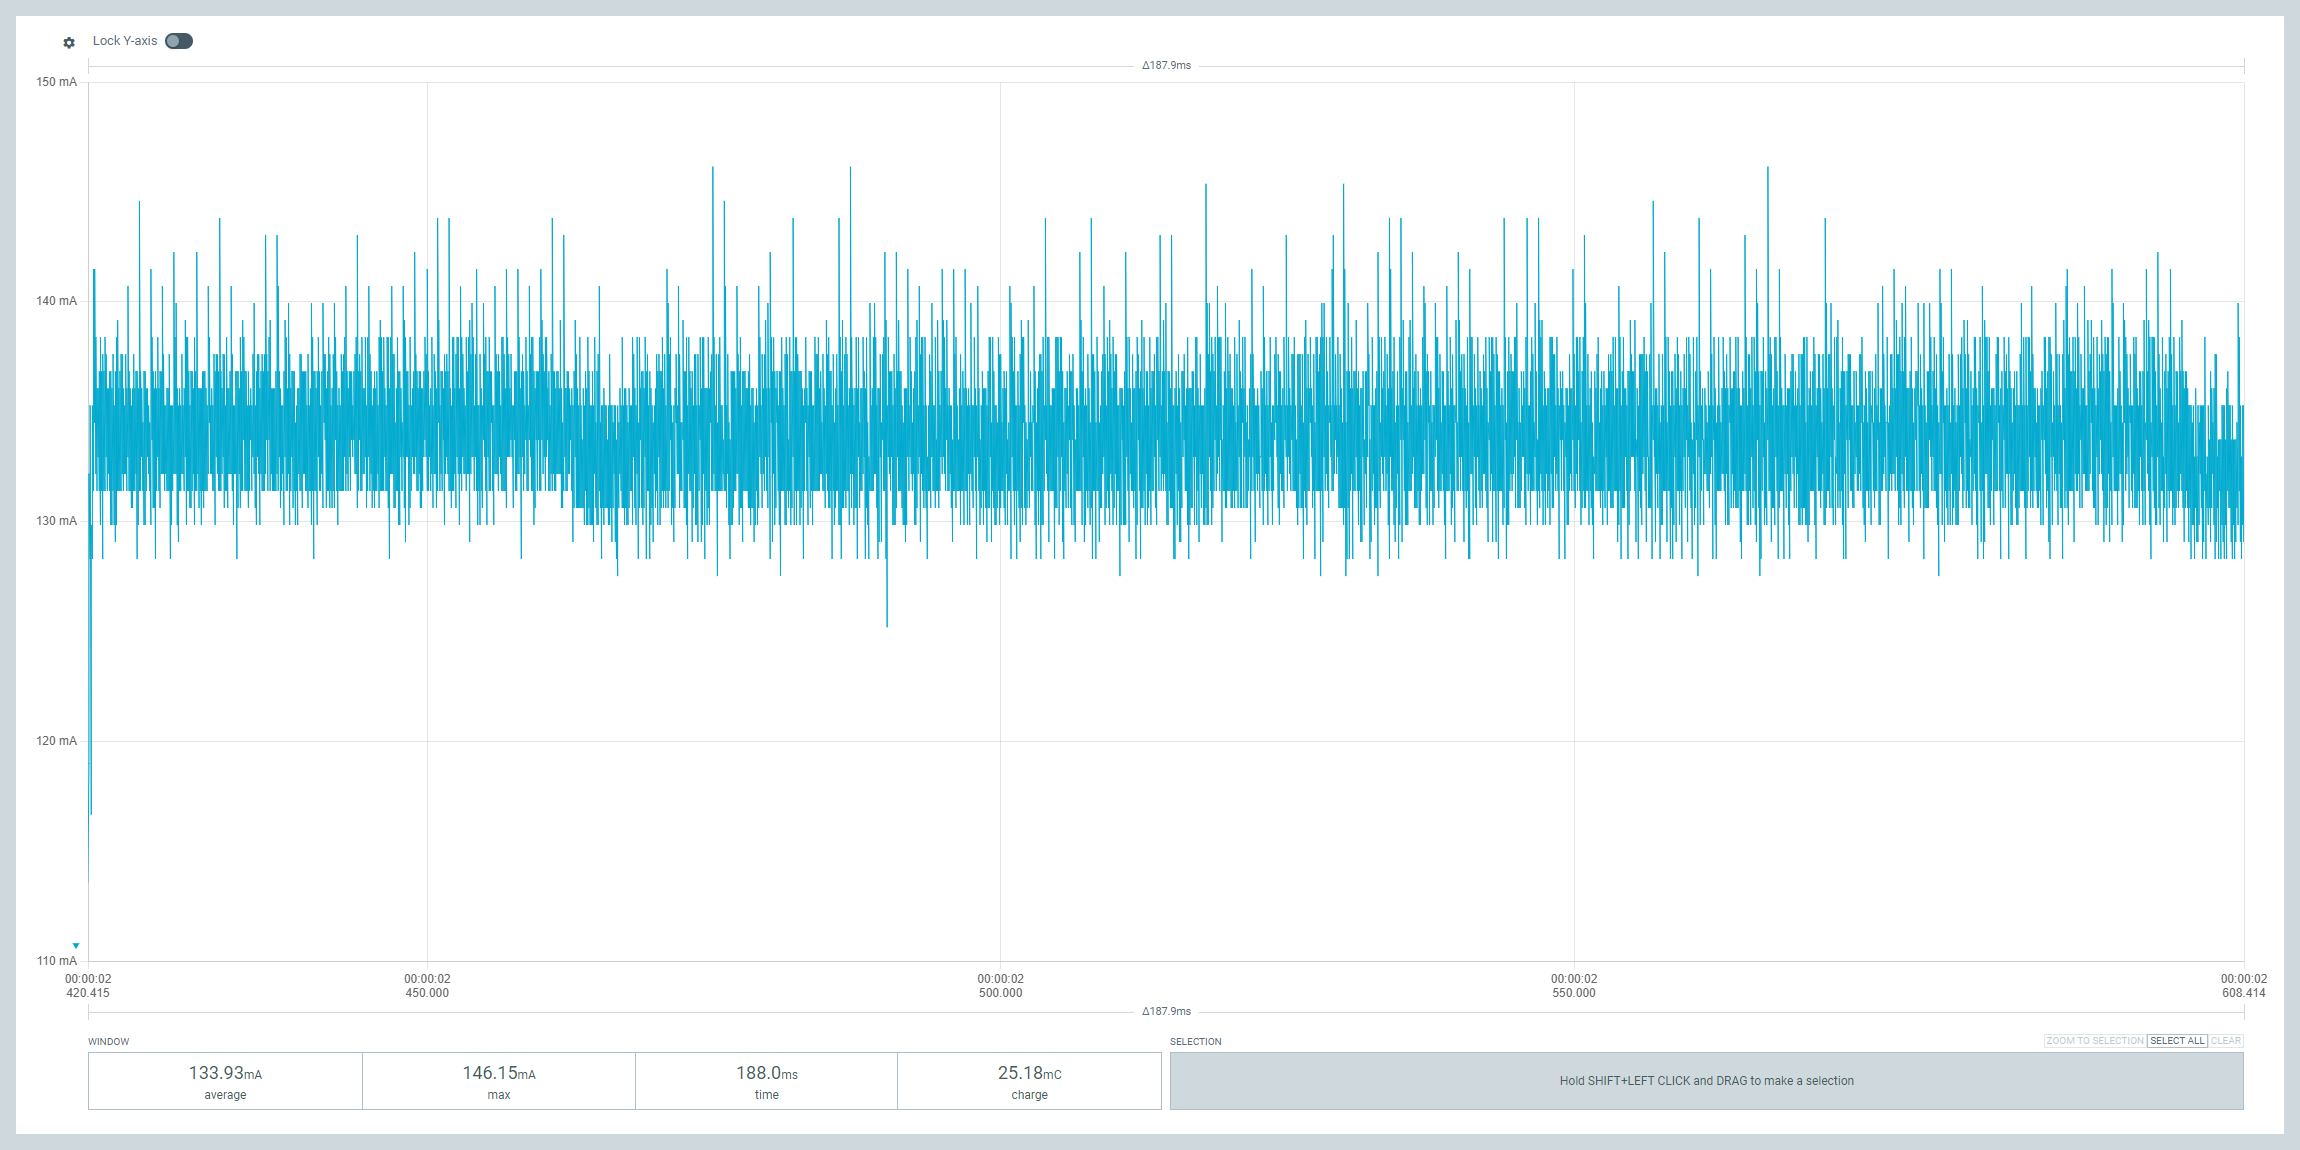 Lock Y-axis
Δ187.9ms
150 mA
140 mA
130 mA
120 mA
110 mA
00:00:02 00:00:02 00:00:02 00:00:02 00:00:02
420.415 450.000 500.000 550.000 608.414
Δ187.9ms
WINDOW SELECTION ZOOM TO SELECTION SELECT ALL CLEAR
133.93mA 146.15mA 188.0ms 25.18mC
Hold SHIFT+LEFT CLICK and DRAG to make a selection
average max time charge